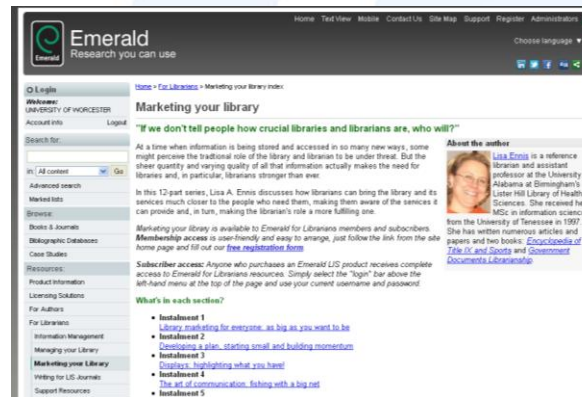 Home Text View Mobile Contact Us Site Map Support Register Administrators
Emerald
Research you can use
Emerald
Choose language
Login
Welcome:
UNIVERSITY OF WORCESTER
Account info Logout
Search for:
in: All content Go
Advanced search
Marked lists
Browse:
Books & Journals
Bibliographic Databases
Case Studies
Resources:
Product Information
Licensing Solutions
For Authors
For Librarians
Information Management
Managing your Library
Marketing your Library
Writing for LIS Journals
Support Resources
Home > For Librarians > Marketing your library index
Marketing your library
"If we don't tell people how crucial libraries and librarians are, who will?"
At a time when information is being stored and accessed in so many new ways, some
might perceive the traditional role of the library and librarian to be under threat. But the
sheer quantity and varying quality of all that information actually makes the need for
libraries and, in particular, librarians stronger than ever.
In this 12-part series, Lisa A. Ennis discusses how librarians can bring the library and its
services much closer to the people who need them, making them aware of the services it
can provide and, in turn, making the librarian's role a more fulfilling one.
Marketing your library is available to Emerald for Librarians members and subscribers.
Membership access is user-friendly and easy to arrange, just follow the link from the site
home page and fill out our free registration form.
Subscriber access: Anyone who purchases an Emerald LIS product receives complete
access to Emerald for Librarians resources. Simply select the "login" bar above the
left-hand menu at the top of the page and use your current username and password.
What's in each section?
• Instalment 1
Library marketing for everyone: as big as you want to be
• Instalment 2
Developing a plan, starting small and building momentum
• Instalment 3
Displays: highlighting what you have!
• Instalment 4
The art of communication: fishing with a big net
• Instalment 5
About the author
Lisa Ennis is a reference
librarian and assistant
professor at the University
Alabama at Birmingham's
Lister Hill Library of Health
Sciences. She received he
MSc in information scienc
from the University of Tenessee in 1997.
She has written numerous articles and
papers and two books: Encyclopedia of
Title IX and Sports and Government
Documents Librarianship.